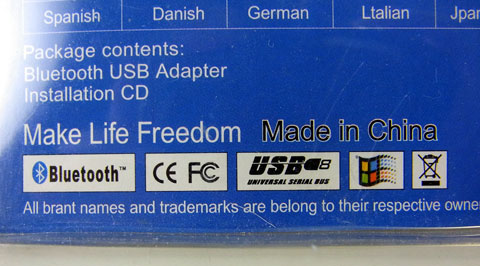 Spanish Danish German Ltalian
Package contents:
Bluetooth USB Adapter
Installation CD
Make Life Freedom Made in China
Bluetooth™ CE FC USB
UNIVERSAL SERIAL BUS
All brant names and trademarks are belong to their respective